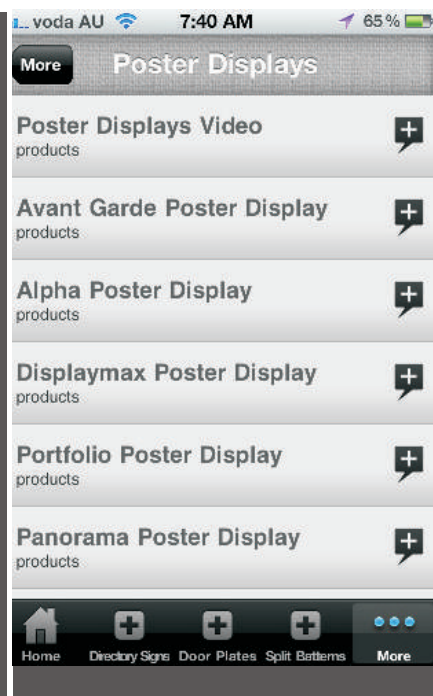 voda AU 7:40 AM 65%
More Poster Displays
Poster Displays Video
products
Avant Garde Poster Display
products
Alpha Poster Display
products
Displaymax Poster Display
products
Portfolio Poster Display
products
Panorama Poster Display
products
Home Directory Signs Door Plates Split Battens More